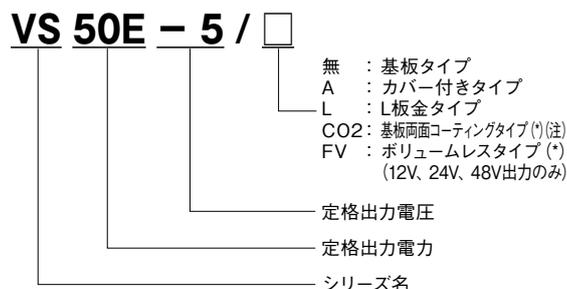 VS 50E － 5 / □
無 ： 基板タイプ
A ： カバー付きタイプ
L ： L板金タイプ
CO2： 基板両面コーティングタイプ(*)(注)
FV ： ボリュームレスタイプ(*)
(12V、24V、48V出力のみ)
定格出力電圧
定格出力電力
シリーズ名